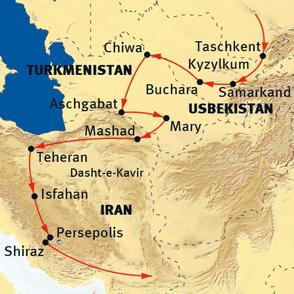 Chiwa
Taschkent
Kyzylkum
TURKMENISTAN
Buchara
Samarkand
Aschgabat
USBEKISTAN
Mary
Mashad
Teheran
Dasht-e-Kavir
Isfahan
IRAN
Persepolis
Shiraz